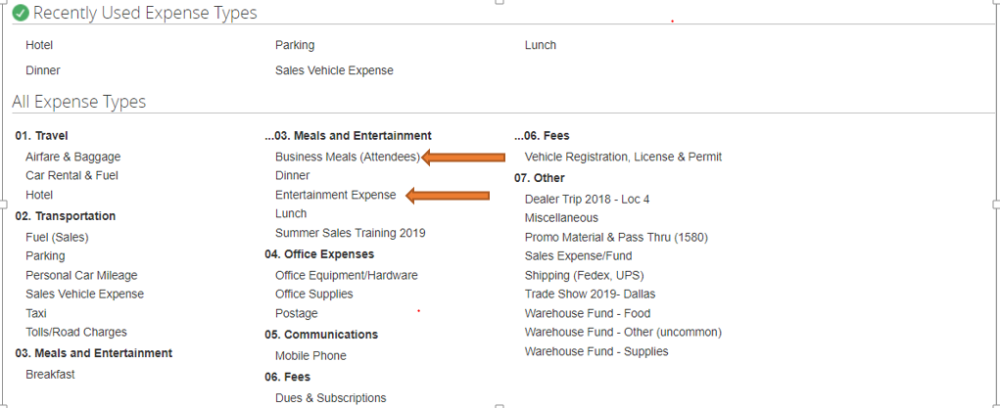 Recently Used Expense Types
Hotel
Parking
Lunch
Dinner
Sales Vehicle Expense
All Expense Types
01. Travel
Airfare & Baggage
Car Rental & Fuel
Hotel
02. Transportation
Fuel (Sales)
Parking
Personal Car Mileage
Sales Vehicle Expense
Taxi
Tolls/Road Charges
03. Meals and Entertainment
Breakfast
...03. Meals and Entertainment
Business Meals (Attendees)
Dinner
Entertainment Expense
Lunch
Summer Sales Training 2019
04. Office Expenses
Office Equipment/Hardware
Office Supplies
Postage
05. Communications
Mobile Phone
06. Fees
Dues & Subscriptions
...06. Fees
Vehicle Registration, License & Permit
07. Other
Dealer Trip 2018 - Loc 4
Miscellaneous
Promo Material & Pass Thru (1580)
Sales Expense/Fund
Shipping (Fedex, UPS)
Trade Show 2019- Dallas
Warehouse Fund - Food
Warehouse Fund - Other (uncommon)
Warehouse Fund - Supplies